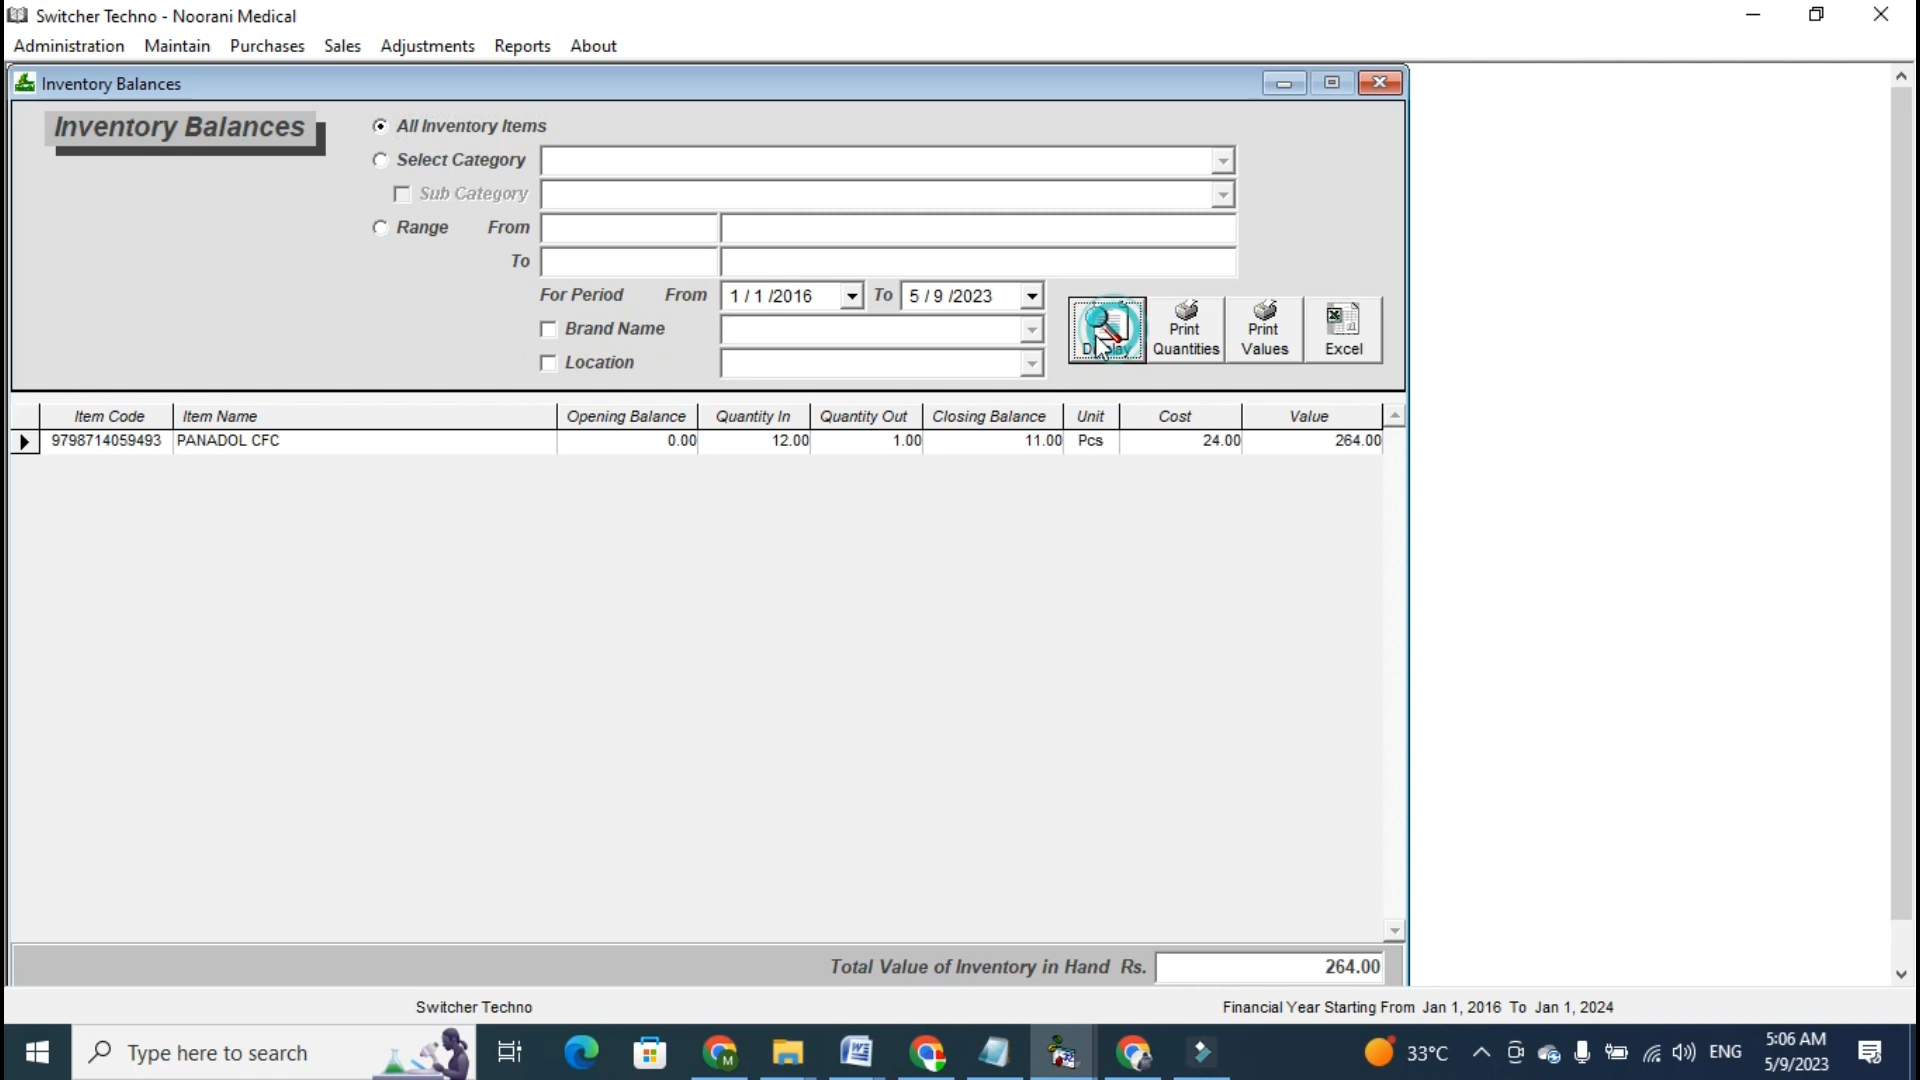 Switcher Techno - Noorani Medical
Administration Maintain Purchases Sales Adjustments Reports About
Inventory Balances
Inventory Balances
All Inventory Items
Select Category
Sub Category
Range From
To
For Period From 1 / 1 /2016 To 5 / 9 /2023
Brand Name
Location
Print Quantities
Print Values
Excel
Item Code Item Name Opening Balance Quantity In Quantity Out Closing Balance Unit Cost Value
9798714059493 PANADOL CFC 0.00 12.00 1.00 11.00 Pcs 24.00 264.00
Total Value of Inventory in Hand Rs. 264.00
Switcher Techno Financial Year Starting From Jan 1, 2016 To Jan 1, 2024
Type here to search 33°C ENG 5:06 AM
5/9/2023